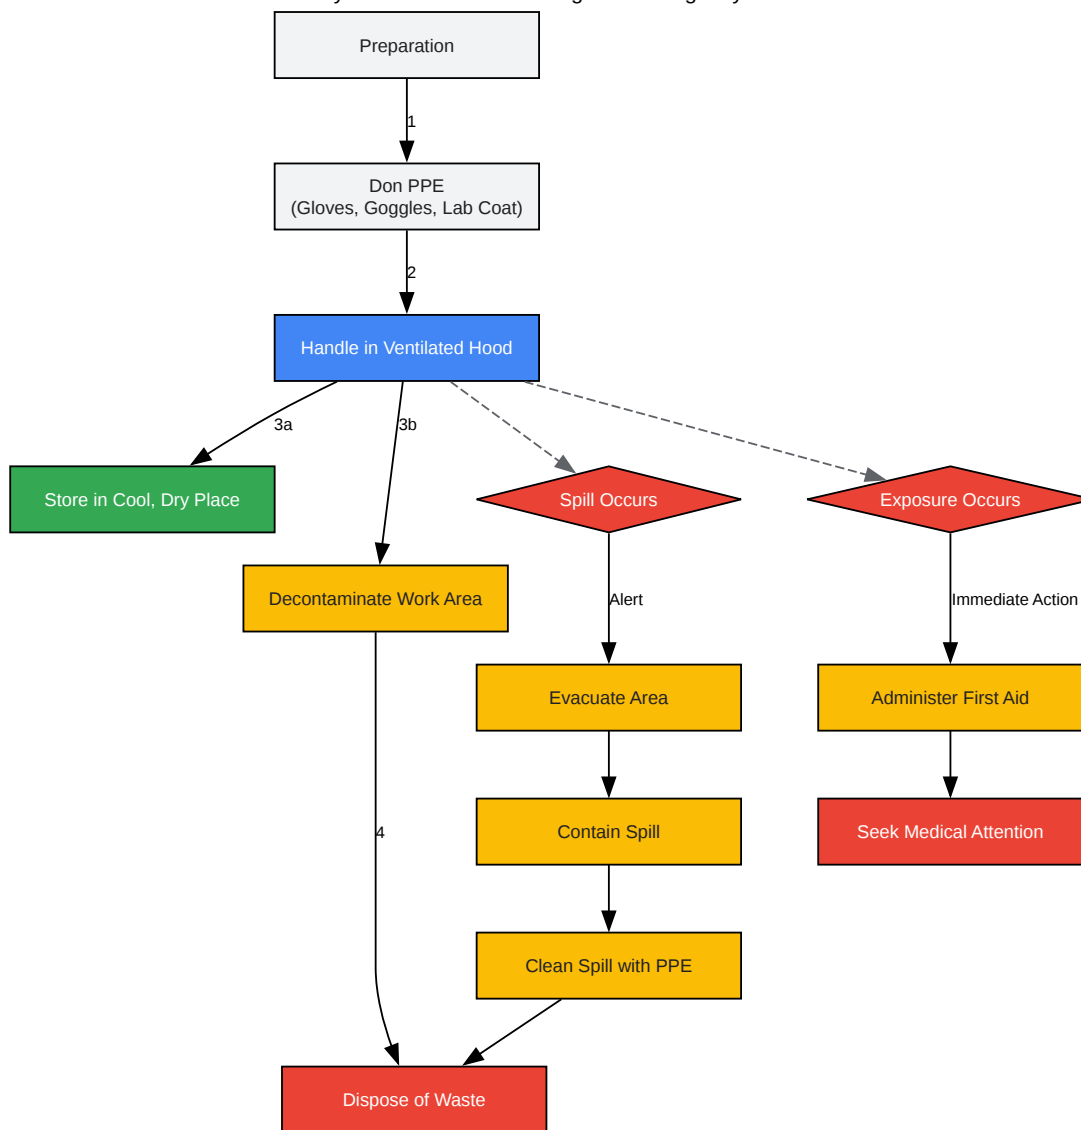 Preparation
1
Don PPE
(Gloves, Goggles, Lab Coat)
2
Handle in Ventilated Hood
3a
3b
Store in Cool, Dry Place
Spill Occurs
Exposure Occurs
Decontaminate Work Area
Alert
Immediate Action
Evacuate Area
Administer First Aid
4
Contain Spill
Seek Medical Attention
Clean Spill with PPE
Dispose of Waste